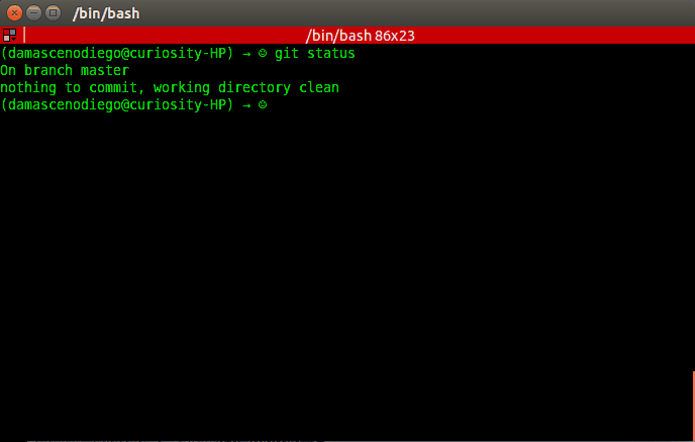 /bin/bash
/bin/bash 86x23
(damascenodiego@curiosity-HP) → ☺ git status
On branch master
nothing to commit, working directory clean
(damascenodiego@curiosity-HP) → ☺